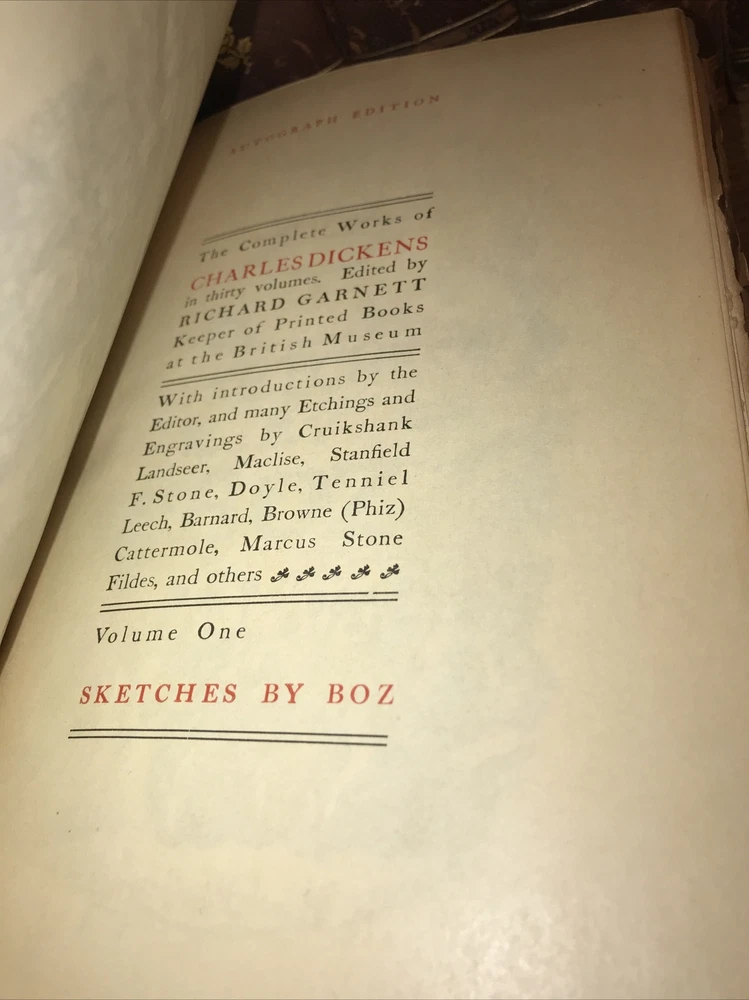 AUTOGRAPH EDITION
The Complete Works of
CHARLES DICKENS
in thirty volumes. Edited by
RICHARD GARNETT
Keeper of Printed Books
at the British Museum
With introductions by the
Editor, and many Etchings and
Engravings by Cruikshank
Landseer, Maclise, Stanfield
F. Stone, Doyle, Tenniel
Leech, Barnard, Browne (Phiz)
Cattermole, Marcus Stone
Fildes, and others
Volume One
SKETCHES BY BOZ